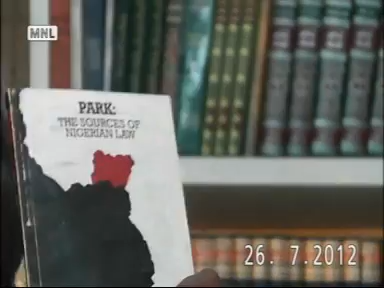 MNL
PARK:
THE SOURCES OF
NIGERIAN LAW
26. 7.2012